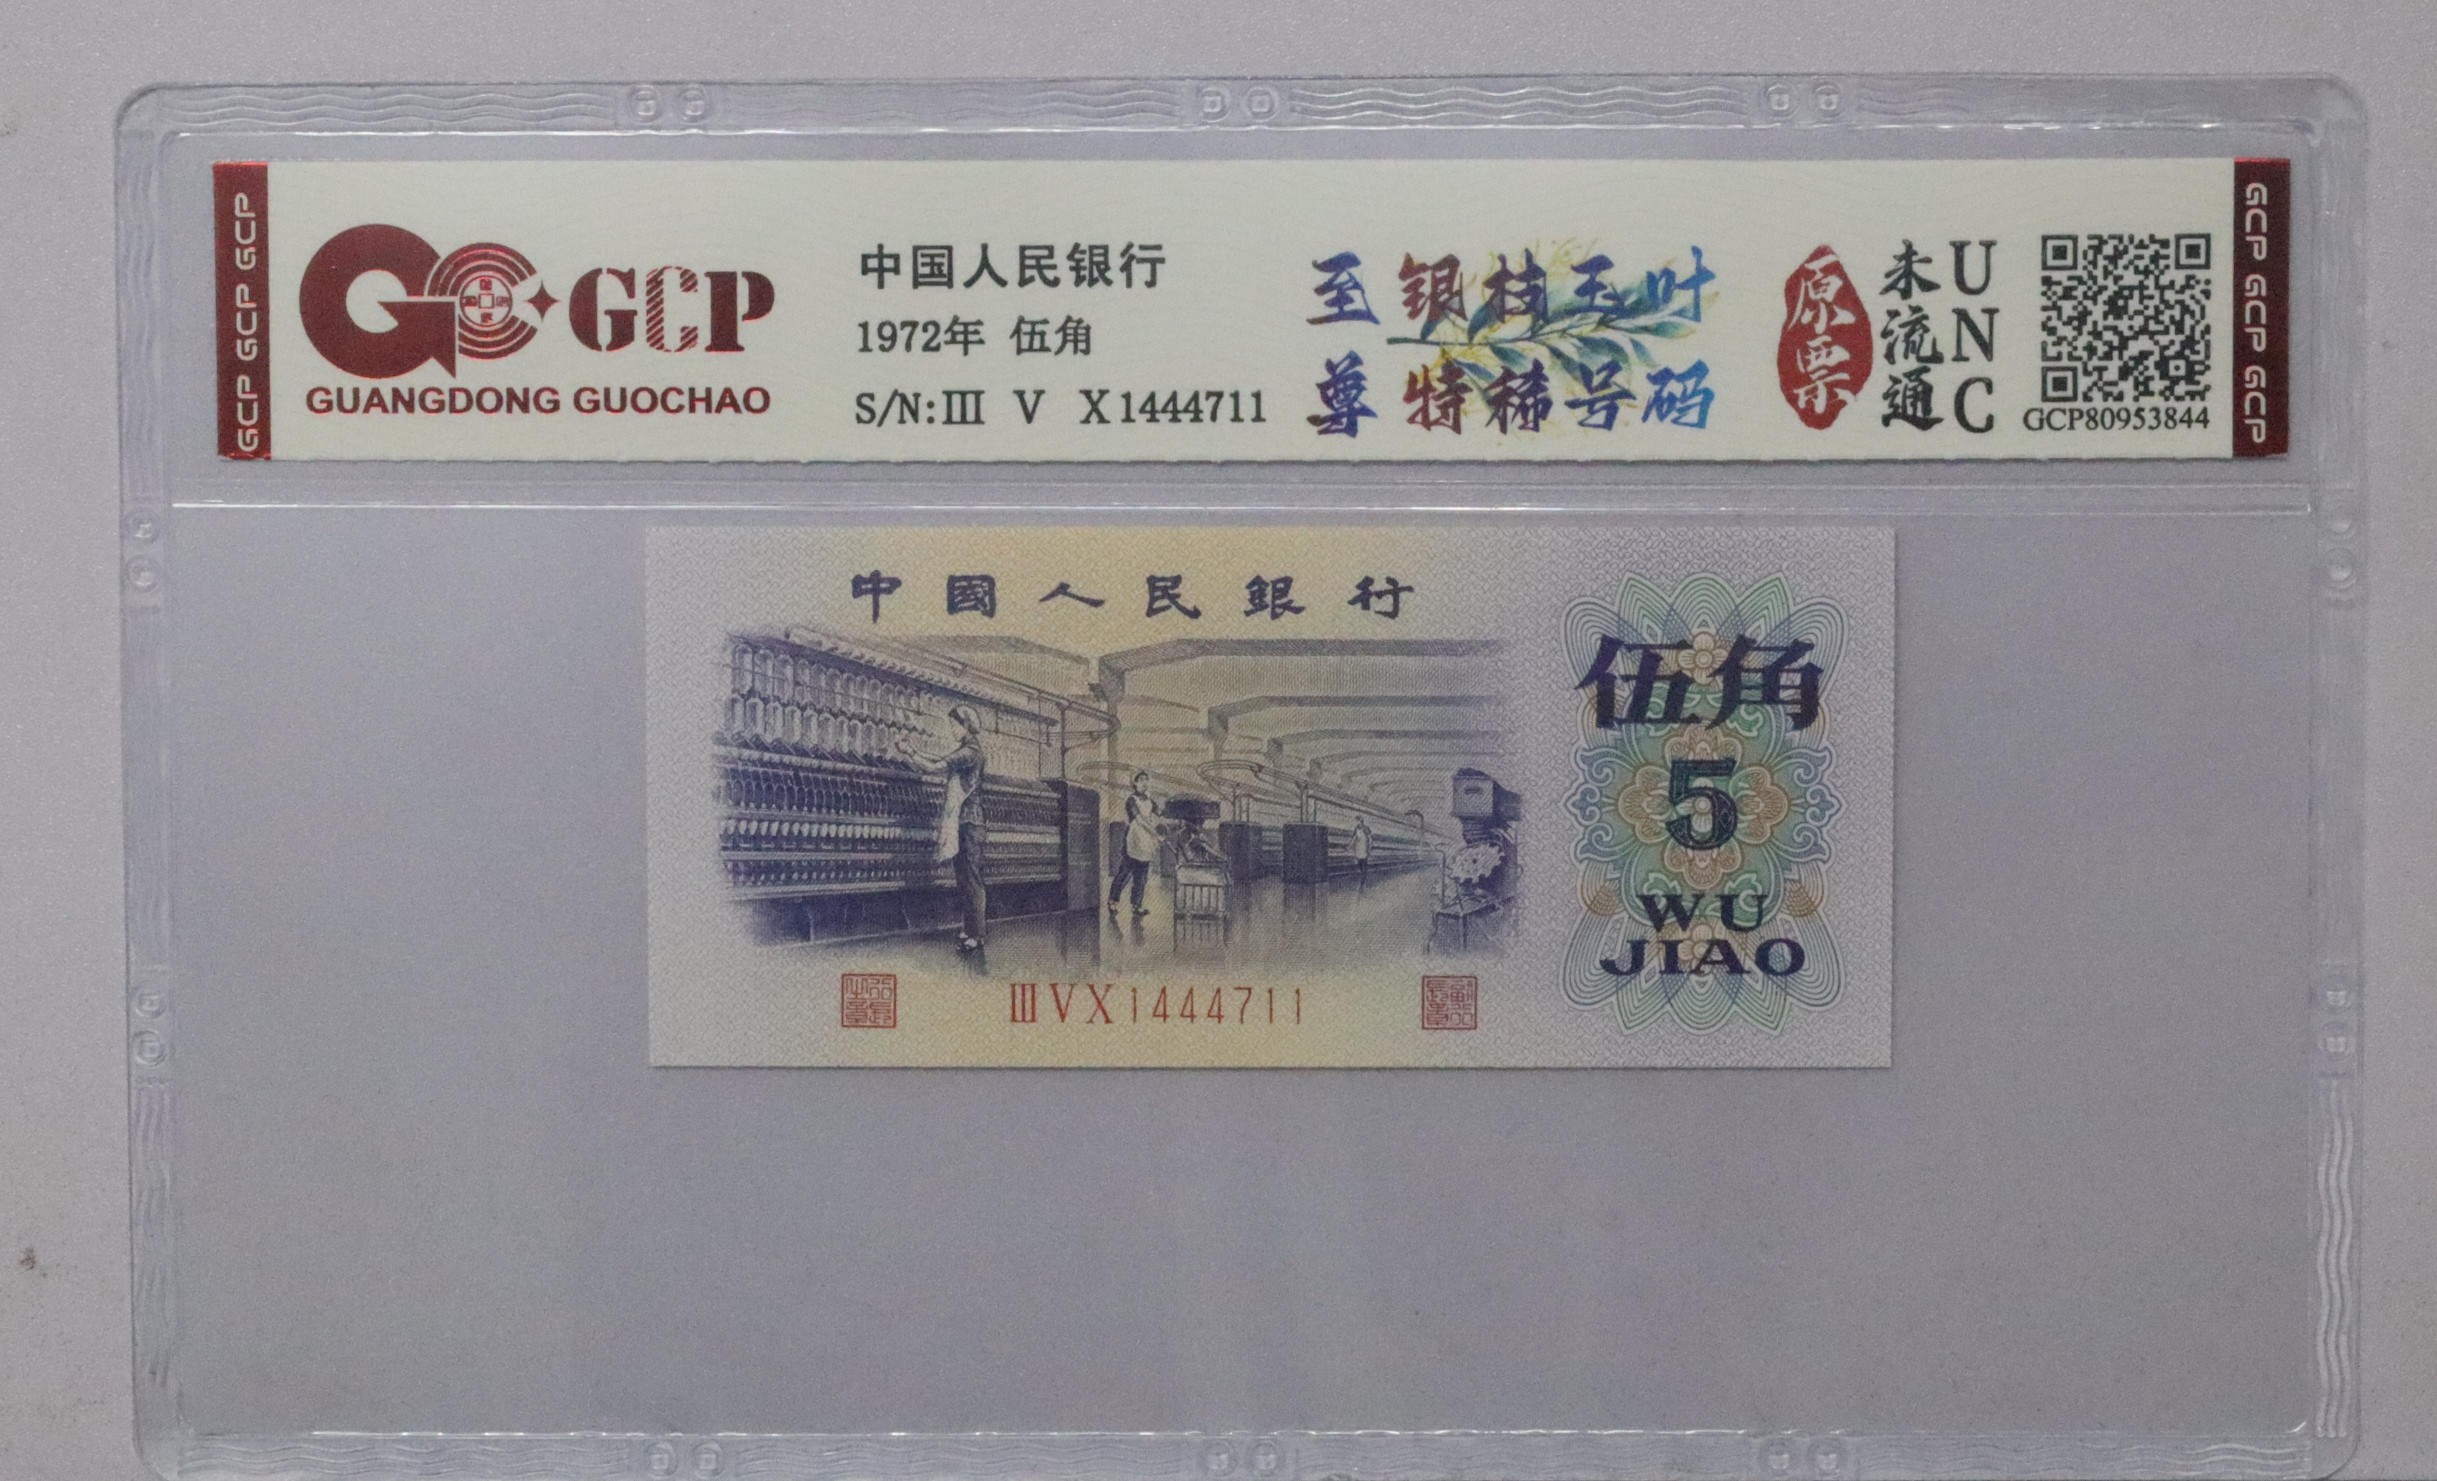 GCP GCP GCP
GCP
GUANGDONG GUOCHAO
中国人民银行
1972年 伍角
S/N:III V X1444711
至尊
银枝玉叶
特稀号码
原票
未流通
UNC
GCP80953844
GCP GCP GCP
中國人民銀行
伍角
5
WU
JIAO
IIIVX1444711